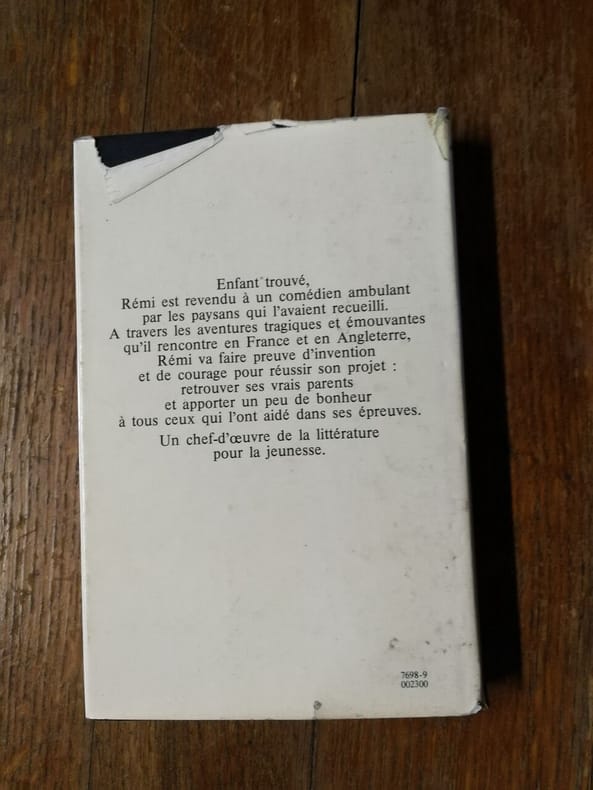 Enfant trouvé,
Rémi est revendu à un comédien ambulant
par les paysans qui l'avaient recueilli.
A travers les aventures tragiques et émouvantes
qu'il rencontre en France et en Angleterre,
Rémi va faire preuve d'invention
et de courage pour réussir son projet :
retrouver ses vrais parents
et apporter un peu de bonheur
à tous ceux qui l'ont aidé dans ses épreuves.
Un chef-d'œuvre de la littérature
pour la jeunesse.
7698-9
002300